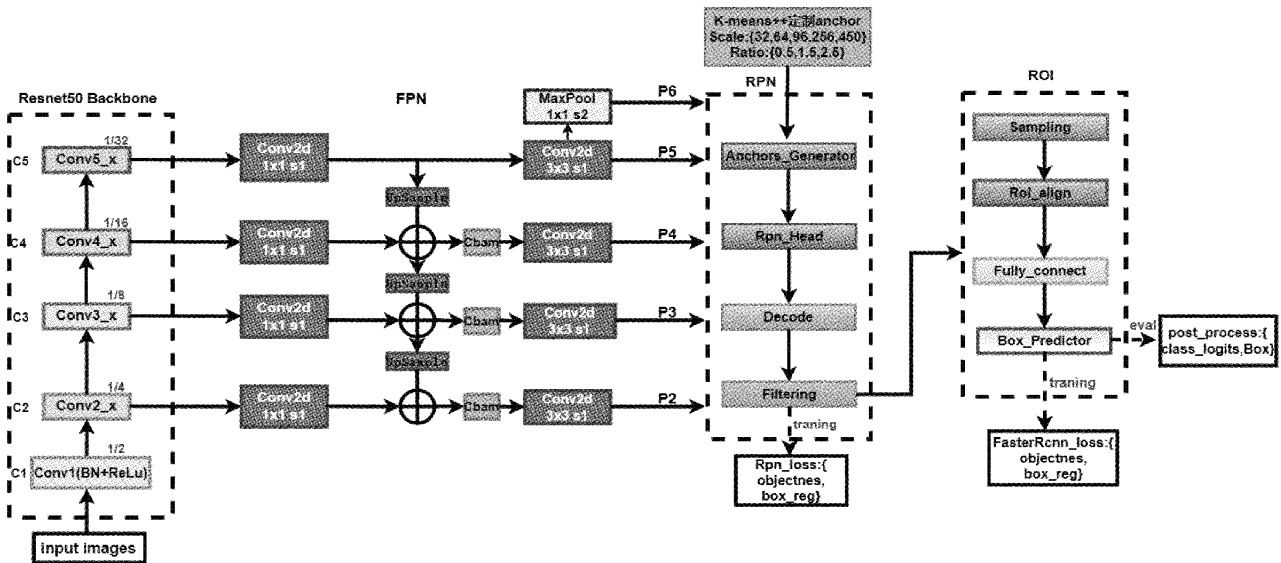 K-means++定制anchor
Scale:{32,64,96.256,450}
Ratio:{0.5,1.5,2.5}
Resnet50 Backbone
FPN
RPN
ROI
MaxPool
1x1 s2
P6
1/32
C5
Conv5_x
Conv2d
1x1 s1
Conv2d
3x3 s1
P5
UpSample
1/16
C4
Conv4_x
Conv2d
1x1 s1
Cbam
Conv2d
3x3 s1
P4
UpSample
1/8
C3
Conv3_x
Conv2d
1x1 s1
Cbam
Conv2d
3x3 s1
P3
UpSample
1/4
C2
Conv2_x
Conv2d
1x1 s1
Cbam
Conv2d
3x3 s1
P2
1/2
C1
Conv1(BN+ReLu)
input images
Anchors_Generator
Rpn_Head
Decode
Filtering
traning
Rpn_loss:{
objectnes,
box_reg}
Sampling
RoI_align
Fully_connect
Box_Predictor
eval
post_process:{
class_logits,Box}
traning
FasterRcnn_loss:{
objectnes,
box_reg}